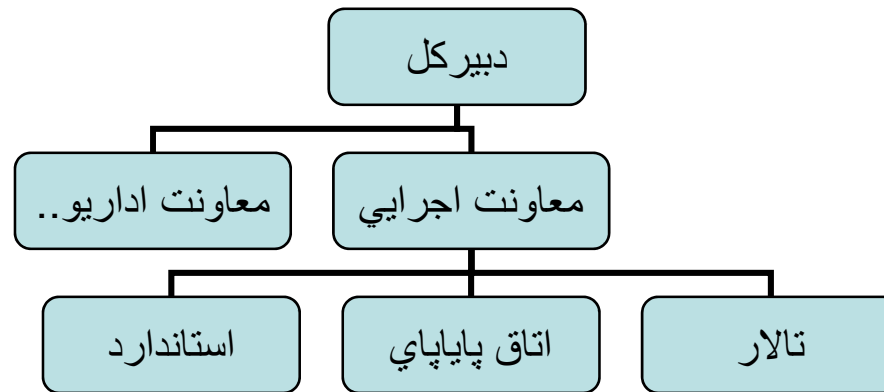 دبيركل
معاونت اجرايي
معاونت اداريو..
تالار
اتاق پاياپاي
استاندارد